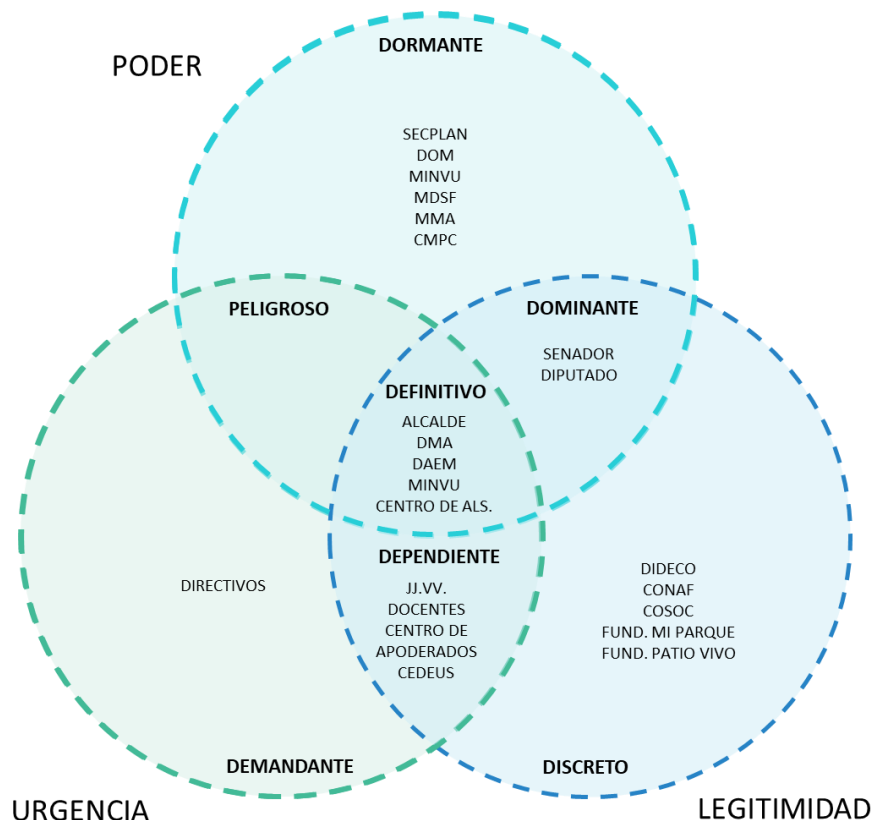 DORMANTE
PODER
SECPLAN
DOM
MINVU
MDSF
MMA
CMPC
PELIGROSO
DOMINANTE
SENADOR
DIPUTADO
DEFINITIVO
ALCALDE
DMA
DAEM
MINVU
CENTRO DE ALS.
DEPENDIENTE
JJ.VV.
DOCENTES
CENTRO DE
APODERADOS
CEDEUS
DIRECTIVOS
DIDECO
CONAF
COSOC
FUND. MI PARQUE
FUND. PATIO VIVO
DEMANDANTE
DISCRETO
URGENCIA
LEGITIMIDAD